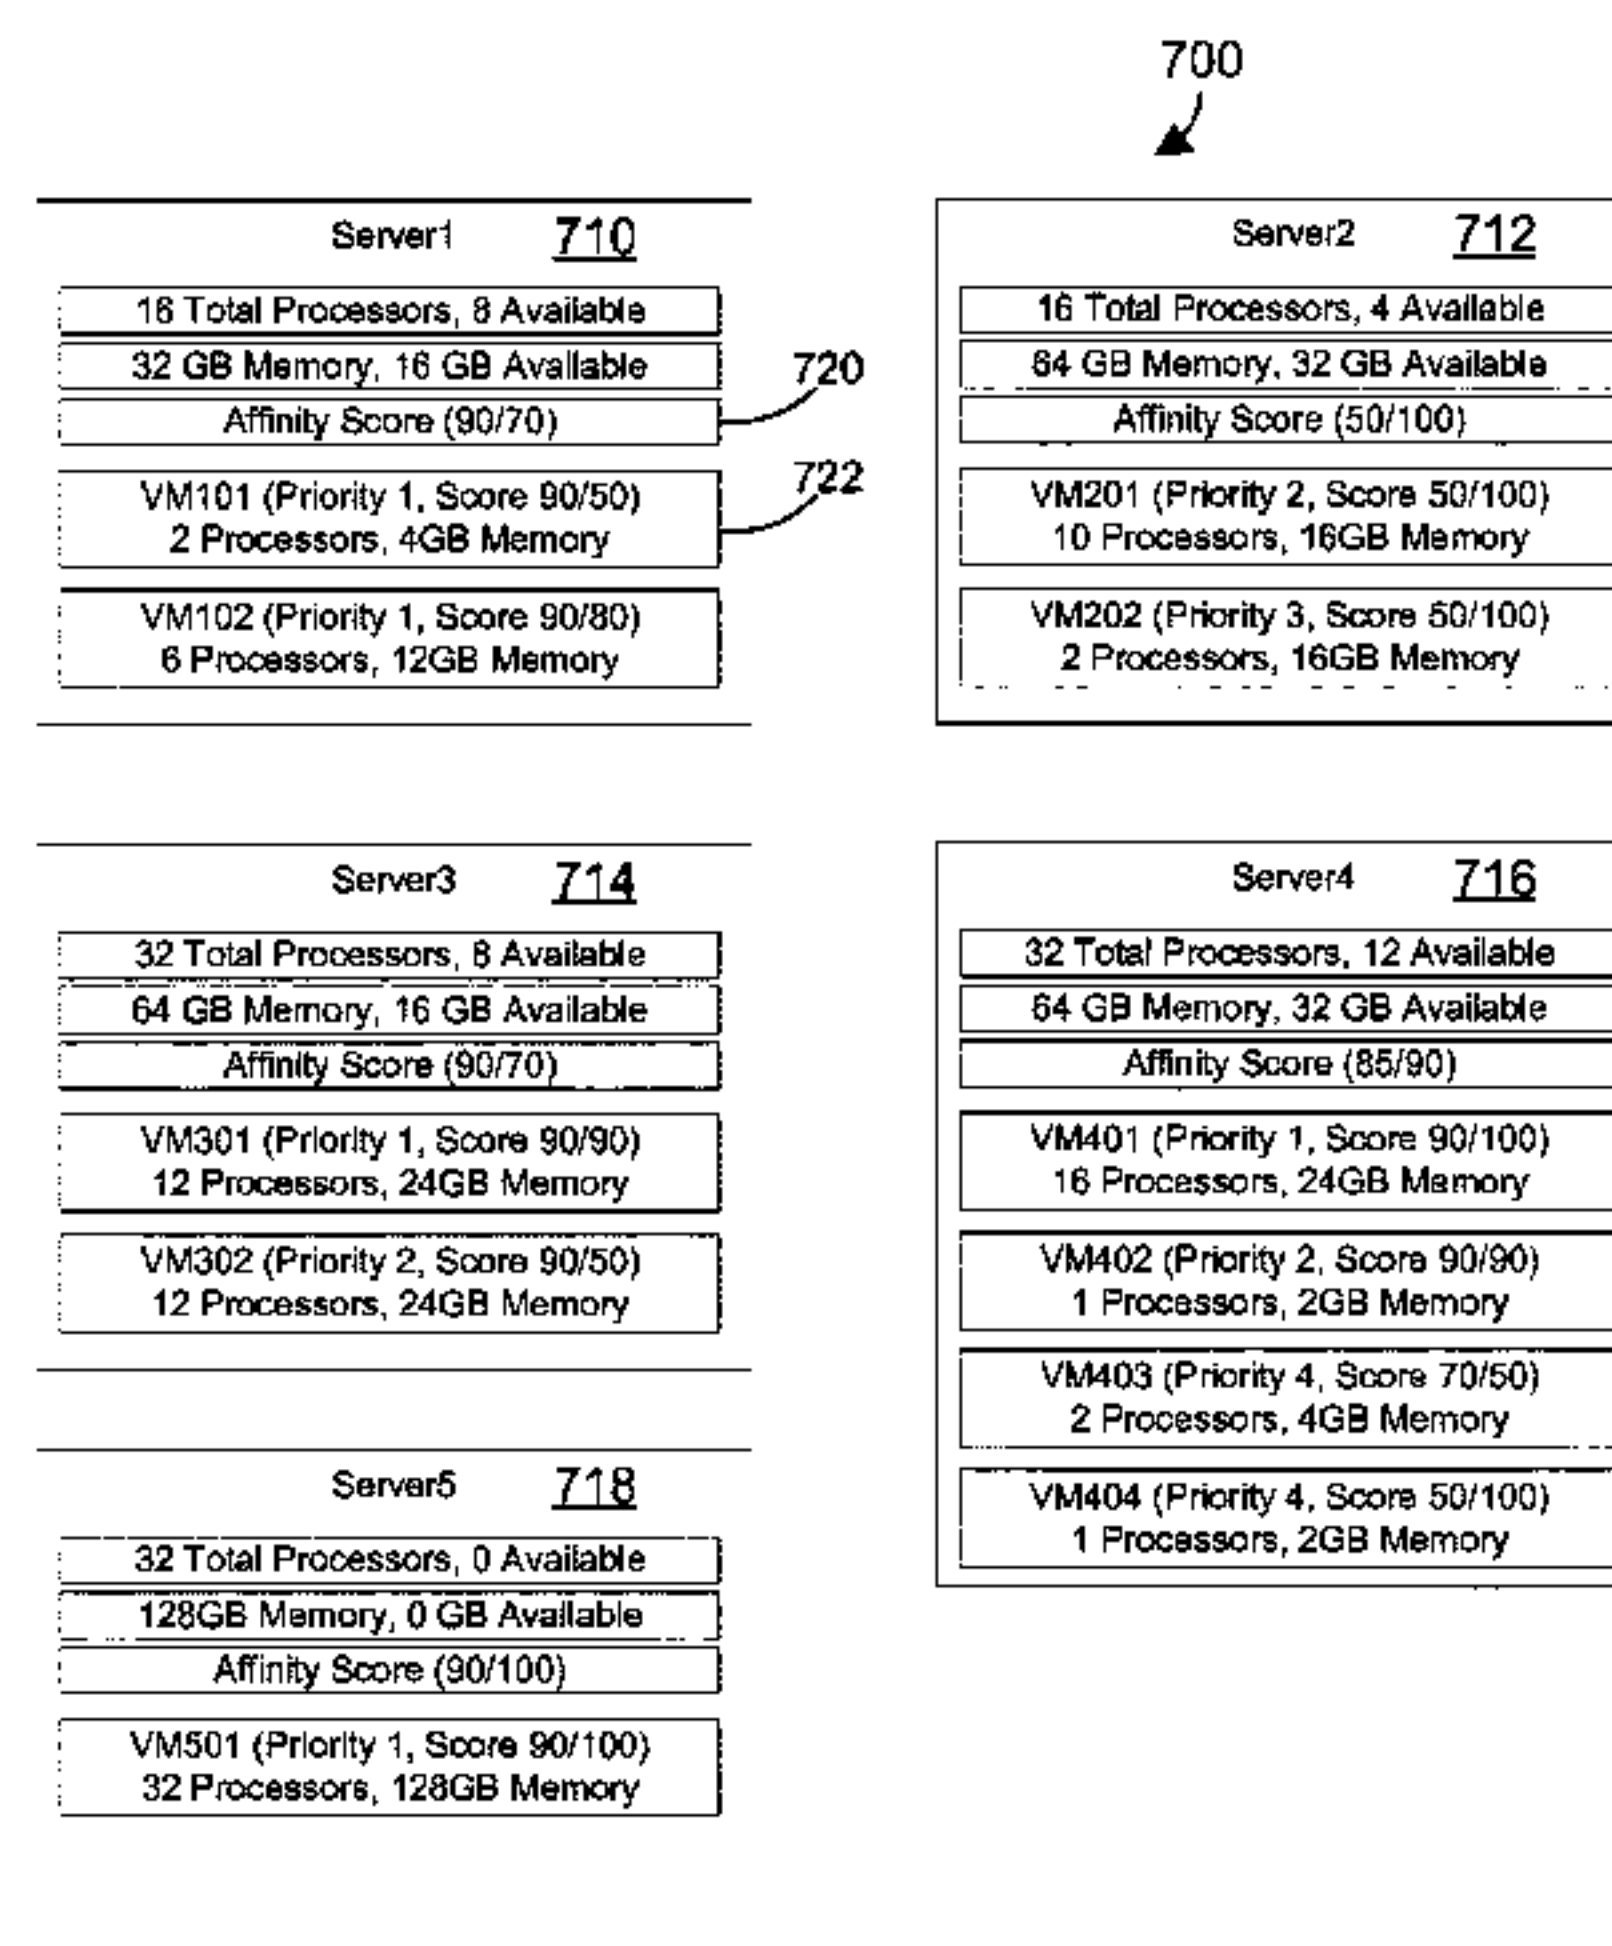 700
Server1 710
16 Total Processors, 8 Available
32 GB Memory, 16 GB Available
Affinity Score (90/70)
720
VM101 (Priority 1, Score 90/50)
2 Processors, 4GB Memory
722
VM102 (Priority 1, Score 90/80)
6 Processors, 12GB Memory
Server2 712
16 Total Processors, 4 Available
64 GB Memory, 32 GB Available
Affinity Score (50/100)
VM201 (Priority 2, Score 50/100)
10 Processors, 16GB Memory
VM202 (Priority 3, Score 50/100)
2 Processors, 16GB Memory
Server3 714
32 Total Processors, 8 Available
64 GB Memory, 16 GB Available
Affinity Score (90/70)
VM301 (Priority 1, Score 90/90)
12 Processors, 24GB Memory
VM302 (Priority 2, Score 90/50)
12 Processors, 24GB Memory
Server4 716
32 Total Processors, 12 Available
64 GB Memory, 32 GB Available
Affinity Score (85/90)
VM401 (Priority 1, Score 90/100)
16 Processors, 24GB Memory
VM402 (Priority 2, Score 90/90)
1 Processors, 2GB Memory
VM403 (Priority 4, Score 70/50)
2 Processors, 4GB Memory
VM404 (Priority 4, Score 50/100)
1 Processors, 2GB Memory
Server5 718
32 Total Processors, 0 Available
128GB Memory, 0 GB Available
Affinity Score (90/100)
VM501 (Priority 1, Score 90/100)
32 Processors, 128GB Memory